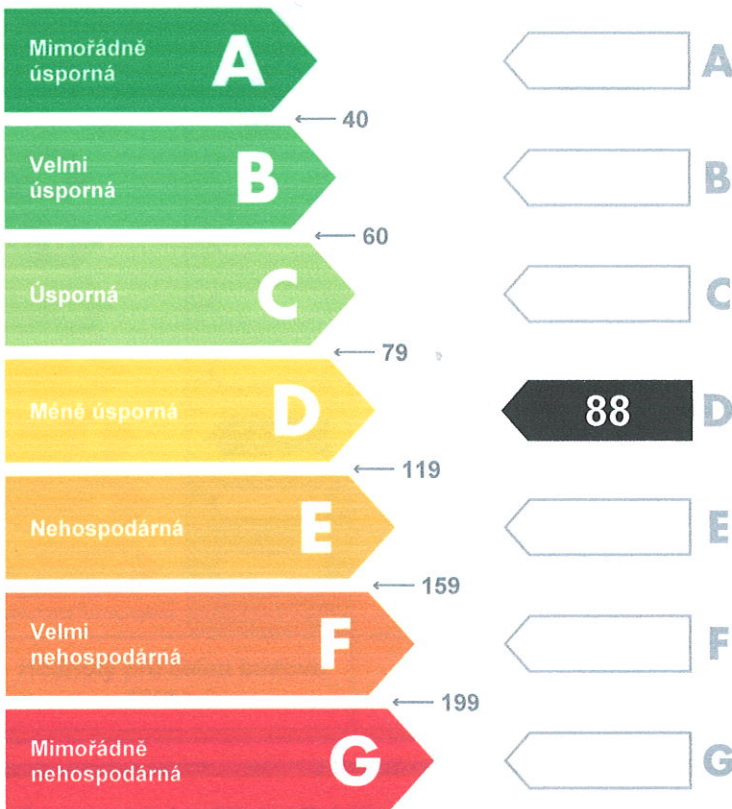 Mimořádně
úsporná
A
A
← 40
Velmi
úsporná
B
B
← 60
Úsporná
C
C
← 79
Méně úsporná
D
88
D
← 119
Nehospodárná
E
E
← 159
Velmi
nehospodárná
F
F
← 199
Mimořádně
nehospodárná
G
G